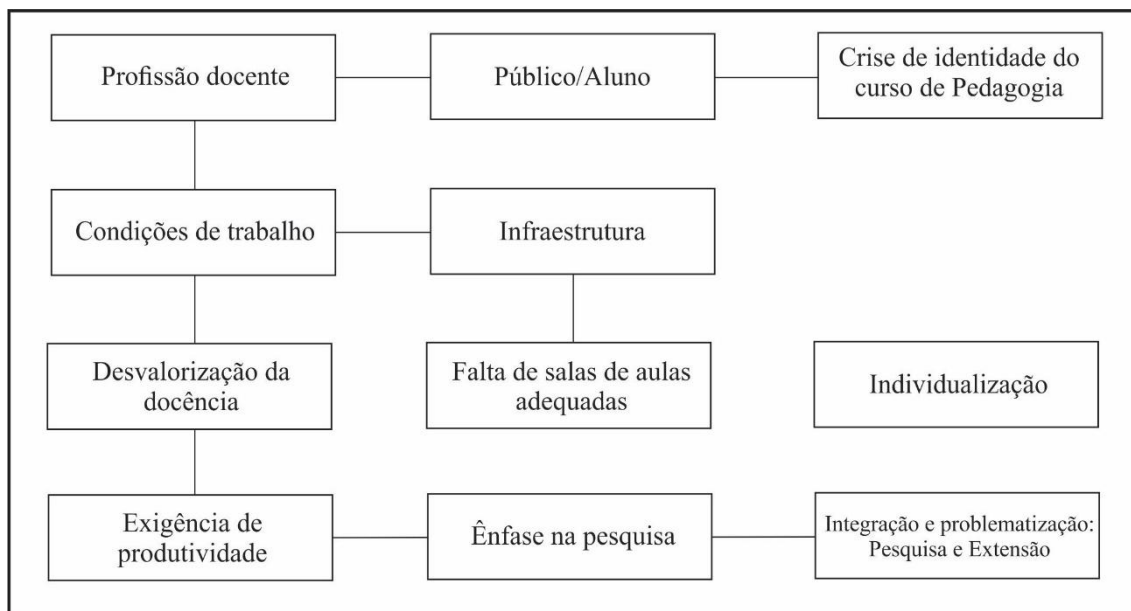 Profissão docente
Público/Aluno
Crise de identidade do
curso de Pedagogia
Condições de trabalho
Infraestrutura
Desvalorização da
docência
Falta de salas de aulas
adequadas
Individualização
Exigência de
produtividade
Ênfase na pesquisa
Integração e problematização:
Pesquisa e Extensão